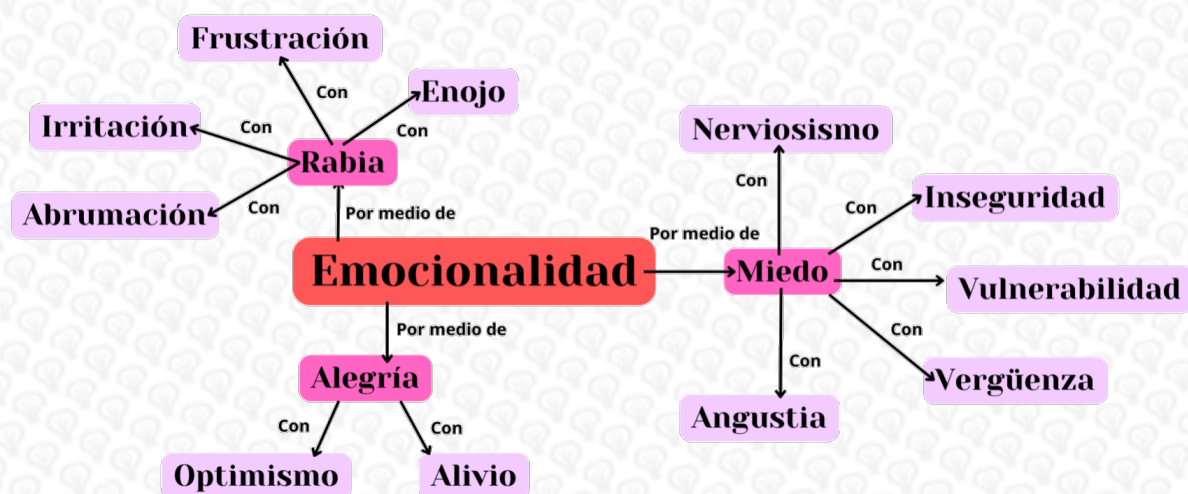 Frustración
Con
Enojo
Con
Irritación
Con
Rabia
Abrumación
Con
Por medio de
Emocionalidad
Por medio de
Miedo
Nerviosismo
Con
Inseguridad
Con
Vulnerabilidad
Con
Vergüenza
Con
Angustia
Con
Por medio de
Alegría
Con
Con
Optimismo
Alivio